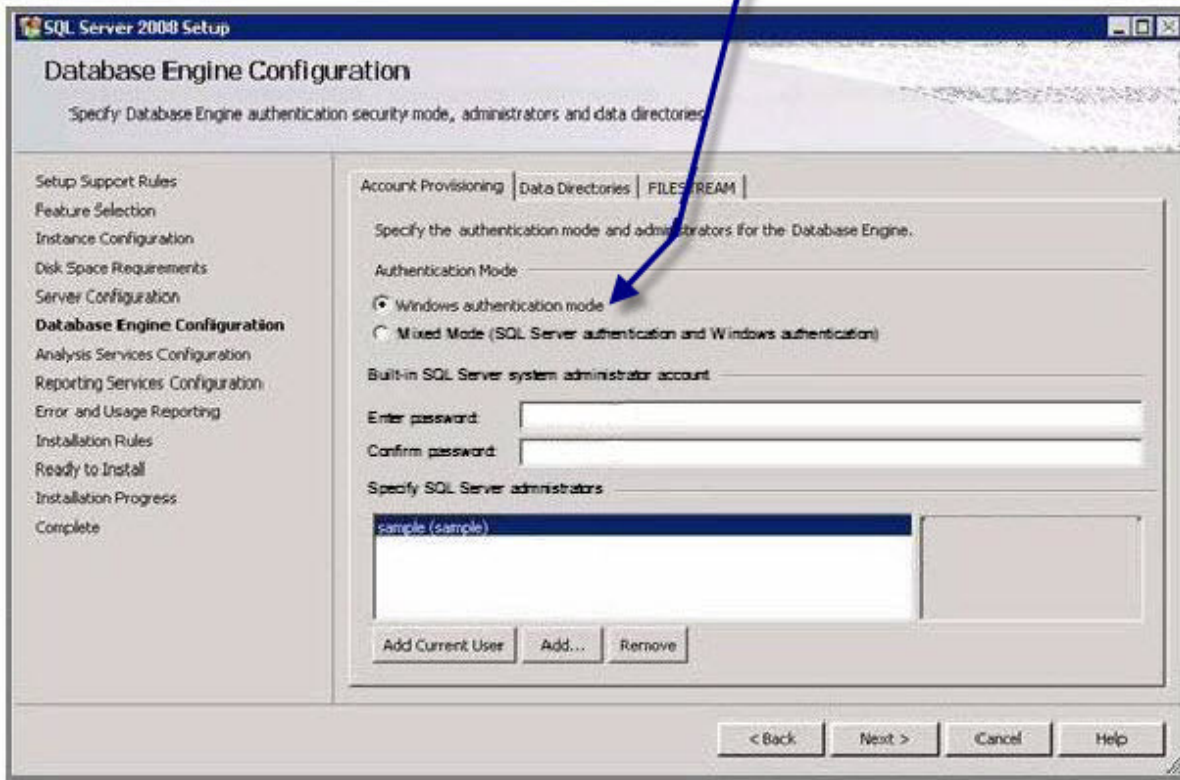 SQL Server 2008 Setup
Database Engine Configuration
Specify Database Engine authentication security mode, administrators and data directories.
Setup Support Rules
Feature Selection
Instance Configuration
Disk Space Requirements
Server Configuration
Database Engine Configuration
Analysis Services Configuration
Reporting Services Configuration
Error and Usage Reporting
Installation Rules
Ready to Install
Installation Progress
Complete
Account Provisioning
Data Directories
FILESTREAM
Specify the authentication mode and administrators for the Database Engine.
Authentication Mode
Windows authentication mode
Mixed Mode (SQL Server authentication and Windows authentication)
Built-in SQL Server system administrator account
Enter password:
Confirm password:
Specify SQL Server administrators
sample (sample)
Add Current User
Add...
Remove
< Back
Next >
Cancel
Help